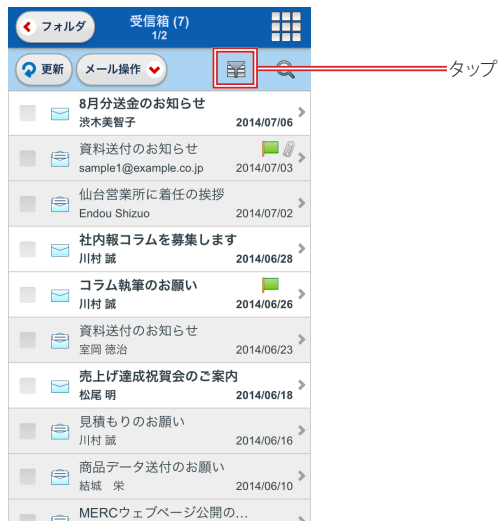 フォルダ
受信箱 (7)
1/2
更新
メール操作
タップ
8月分送金のお知らせ
渋木美智子
2014/07/06
資料送付のお知らせ
sample1@example.co.jp
2014/07/03
仙台営業所に着任の挨拶
Endou Shizuo
2014/07/02
社内報コラムを募集します
川村 誠
2014/06/28
コラム執筆のお願い
川村 誠
2014/06/26
資料送付のお知らせ
室岡 徳治
2014/06/23
売上げ達成祝賀会のご案内
松尾 明
2014/06/18
見積もりのお願い
川村 誠
2014/06/16
商品データ送付のお願い
結城　栄
2014/06/10
MERCウェブページ公開の...